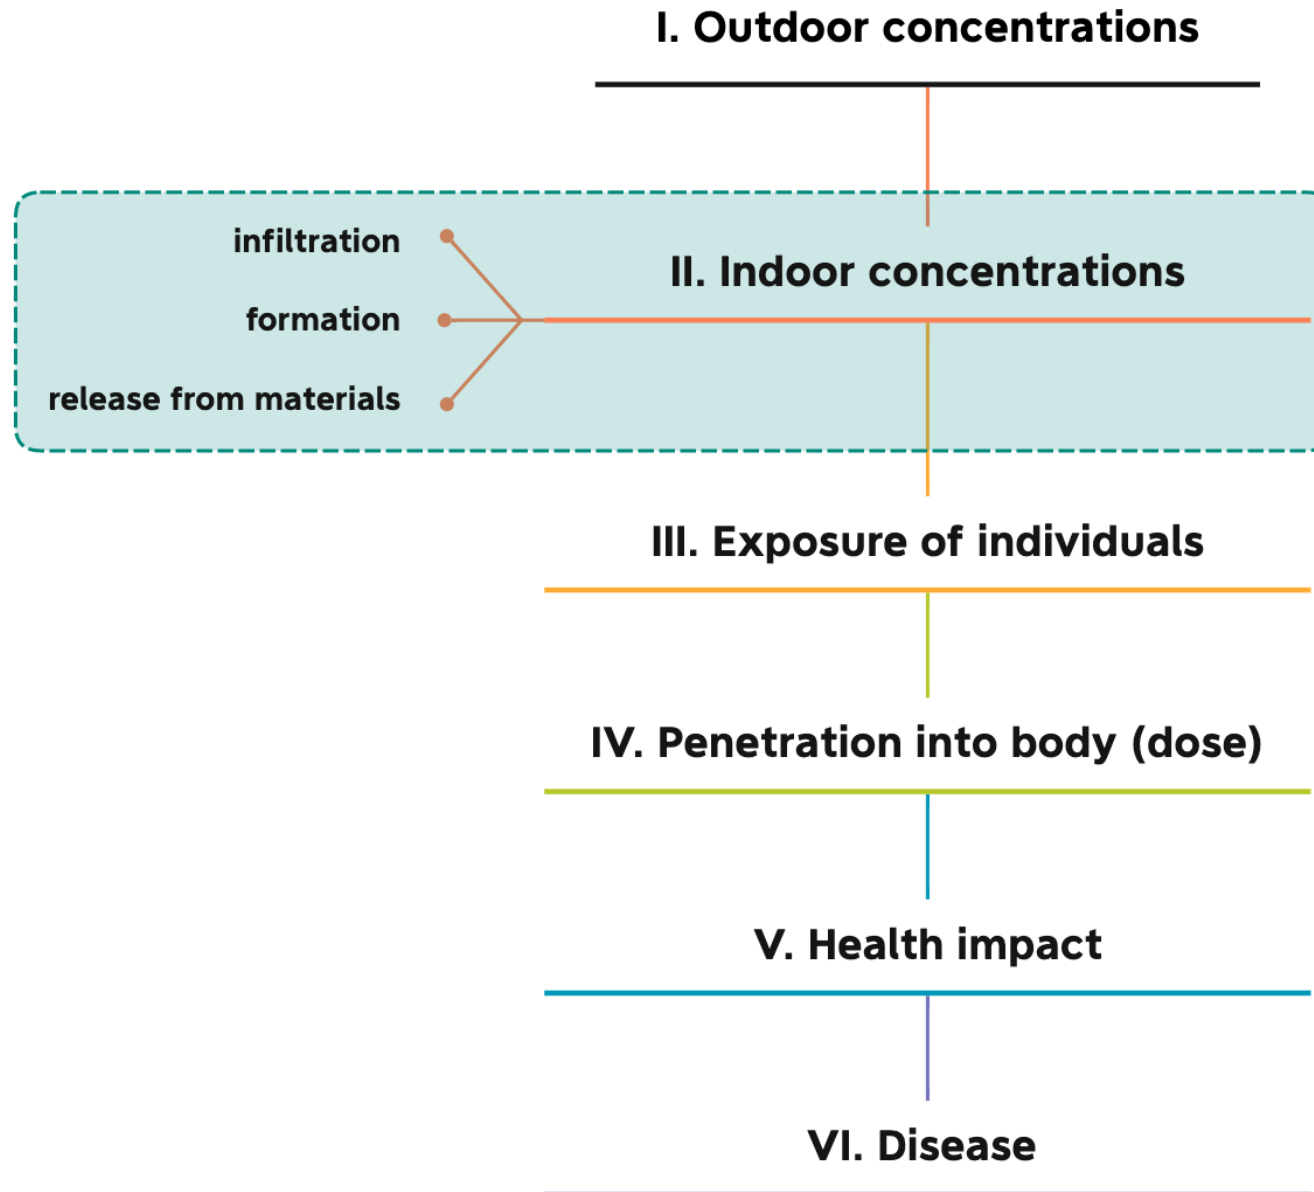 I. Outdoor concentrations
infiltration
II. Indoor concentrations
formation
release from materials
III. Exposure of individuals
IV. Penetration into body (dose)
V. Health impact
VI. Disease